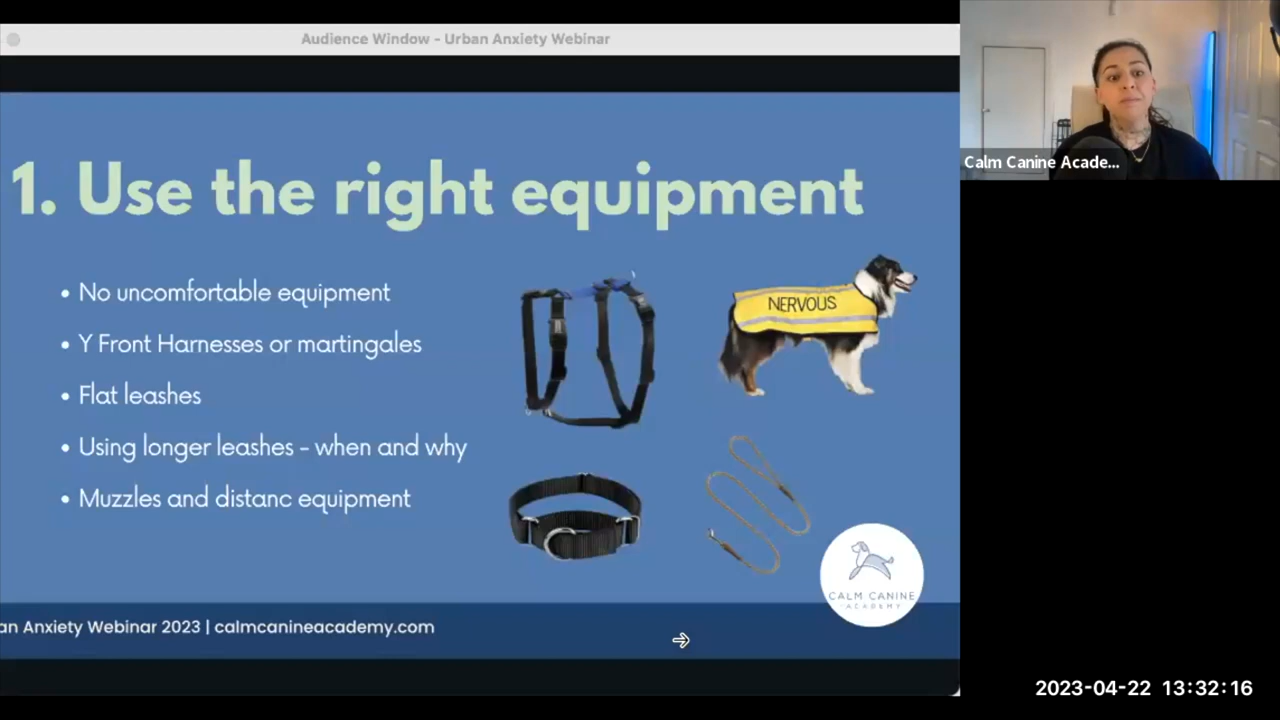 Audience Window - Urban Anxiety Webinar
1. Use the right equipment
• No uncomfortable equipment
• Y Front Harnesses or martingales
• Flat leashes
• Using longer leashes - when and why
• Muzzles and distanc equipment
NERVOUS
CALM CANINE
ACADEMY
an Anxiety Webinar 2023 | calmcanineacademy.com
Calm Canine Acade...
2023-04-22 13:32:16